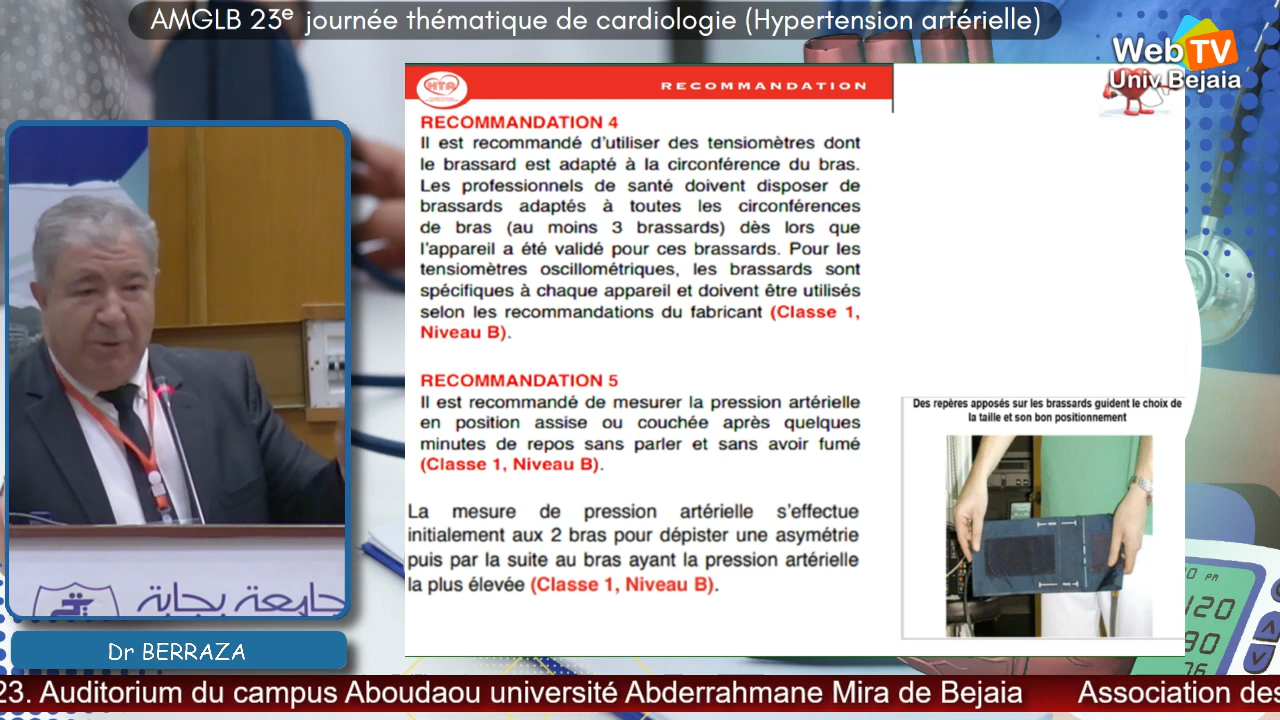 AMGLB 23e journée thématique de cardiologie (Hypertension artérielle)
WebTV
Univ.Bejaia
HTA
RECOMMANDATION
RECOMMANDATION 4
Il est recommandé d'utiliser des tensiomètres dont
le brassard est adapté à la circonférence du bras.
Les professionnels de santé doivent disposer de
brassards adaptés à toutes les circonférences
de bras (au moins 3 brassards) dès lors que
l'appareil a été validé pour ces brassards. Pour les
tensiomètres oscillométriques, les brassards sont
spécifiques à chaque appareil et doivent être utilisés
selon les recommandations du fabricant (Classe 1,
Niveau B).
RECOMMANDATION 5
Il est recommandé de mesurer la pression artérielle
en position assise ou couchée après quelques
minutes de repos sans parler et sans avoir fumé
(Classe 1, Niveau B).
La mesure de pression artérielle s'effectue
initialement aux 2 bras pour dépister une asymétrie
puis par la suite au bras ayant la pression artérielle
la plus élevée (Classe 1, Niveau B).
Des repères apposés sur les brassards guident le choix de
la taille et son bon positionnement
PM
120
80
76
جامعة بجاية
Dr BERRAZA
23. Auditorium du campus Aboudaou université Abderrahmane Mira de Bejaia Association des